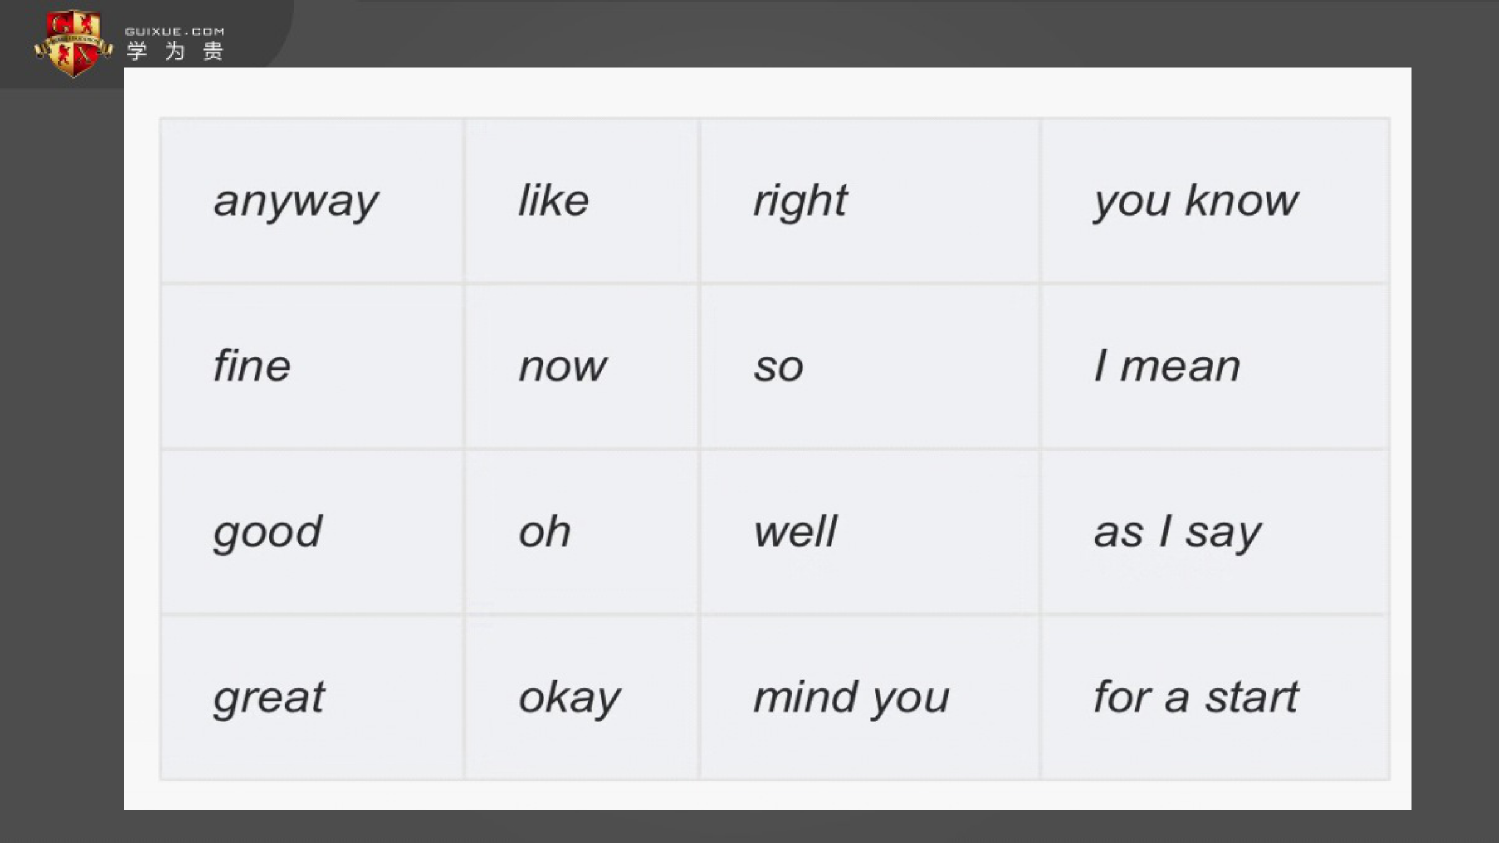 GUIXUE.COM
学为贵
anyway like right you know
fine now so I mean
good oh well as I say
great okay mind you for a start